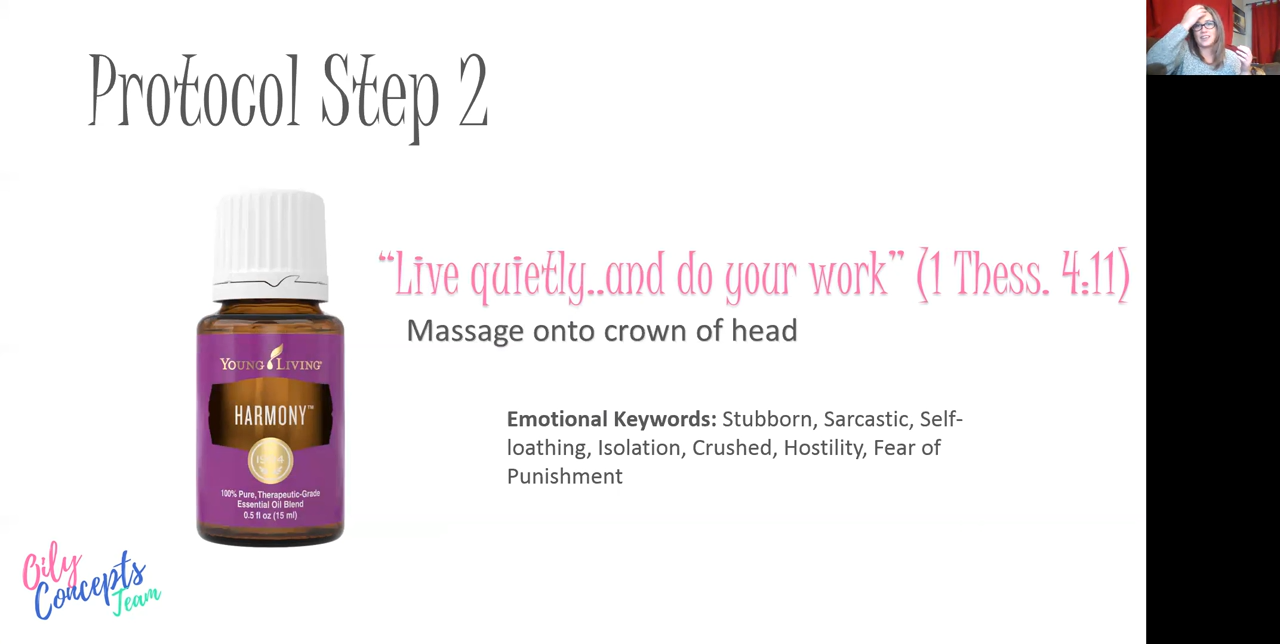 Protocol Step 2
“Live quietly..and do your work” (1 Thess. 4:11)
Massage onto crown of head
Emotional Keywords: Stubborn, Sarcastic, Self-
loathing, Isolation, Crushed, Hostility, Fear of
Punishment
YOUNG LIVING
HARMONY™
100% Pure, Therapeutic-Grade
Essential Oil Blend
0.5 fl oz (15 ml)
Oily
Concepts
Team